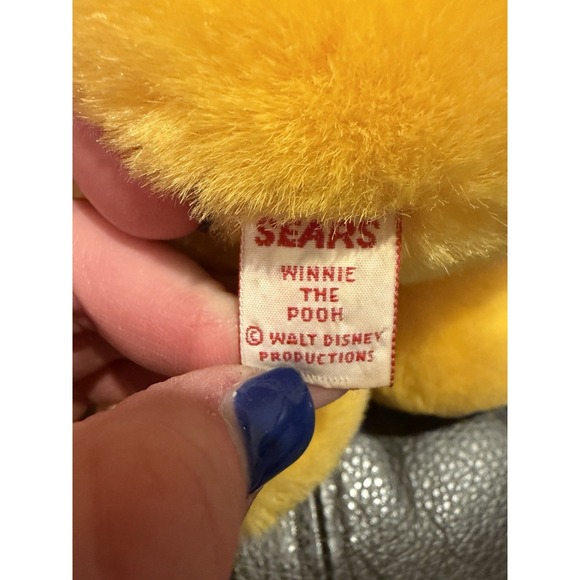 SEARS
WINNIE
THE
POOH
© WALT DISNEY
PRODUCTIONS